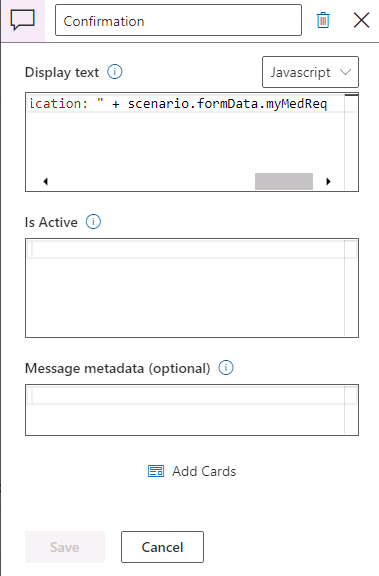 Confirmation
Display text
Javascript
ication: " + scenario.formData.myMedReq
Is Active
Message metadata (optional)
Add Cards
Save
Cancel